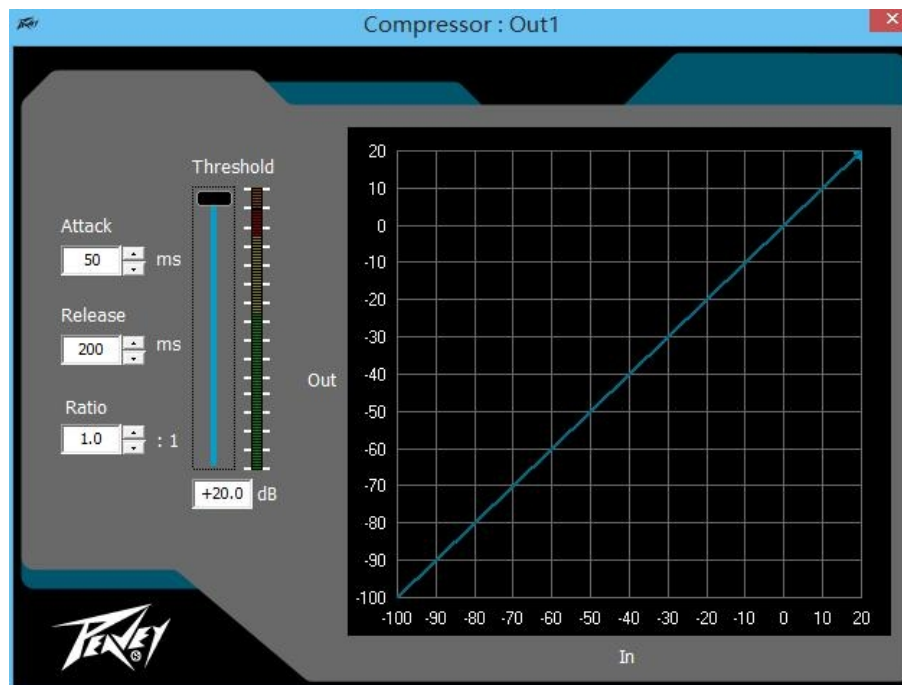 Peavey
Compressor : Out1
Threshold
Attack
50 ms
Release
200 ms
Ratio
1.0 : 1
+20.0 dB
Out
20
10
0
-10
-20
-30
-40
-50
-60
-70
-80
-90
-100
-100 -90 -80 -70 -60 -50 -40 -30 -20 -10 0 10 20
In
PEAVEY
®